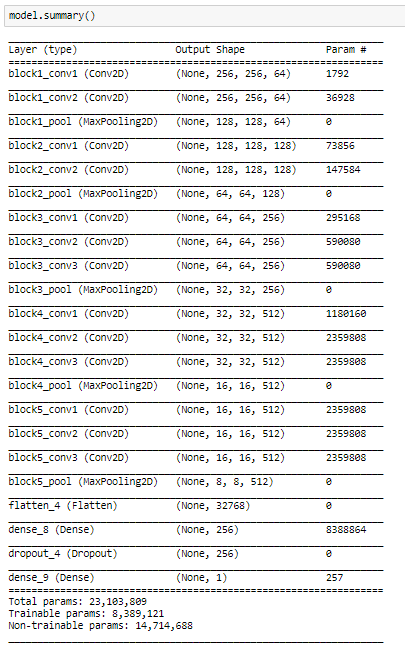 model.summary()
Layer (type) Output Shape Param #
block1_conv1 (Conv2D) (None, 256, 256, 64) 1792
block1_conv2 (Conv2D) (None, 256, 256, 64) 36928
block1_pool (MaxPooling2D) (None, 128, 128, 64) 0
block2_conv1 (Conv2D) (None, 128, 128, 128) 73856
block2_conv2 (Conv2D) (None, 128, 128, 128) 147584
block2_pool (MaxPooling2D) (None, 64, 64, 128) 0
block3_conv1 (Conv2D) (None, 64, 64, 256) 295168
block3_conv2 (Conv2D) (None, 64, 64, 256) 590080
block3_conv3 (Conv2D) (None, 64, 64, 256) 590080
block3_pool (MaxPooling2D) (None, 32, 32, 256) 0
block4_conv1 (Conv2D) (None, 32, 32, 512) 1180160
block4_conv2 (Conv2D) (None, 32, 32, 512) 2359808
block4_conv3 (Conv2D) (None, 32, 32, 512) 2359808
block4_pool (MaxPooling2D) (None, 16, 16, 512) 0
block5_conv1 (Conv2D) (None, 16, 16, 512) 2359808
block5_conv2 (Conv2D) (None, 16, 16, 512) 2359808
block5_conv3 (Conv2D) (None, 16, 16, 512) 2359808
block5_pool (MaxPooling2D) (None, 8, 8, 512) 0
flatten_4 (Flatten) (None, 32768) 0
dense_8 (Dense) (None, 256) 8388864
dropout_4 (Dropout) (None, 256) 0
dense_9 (Dense) (None, 1) 257
Total params: 23,103,809
Trainable params: 8,389,121
Non-trainable params: 14,714,688